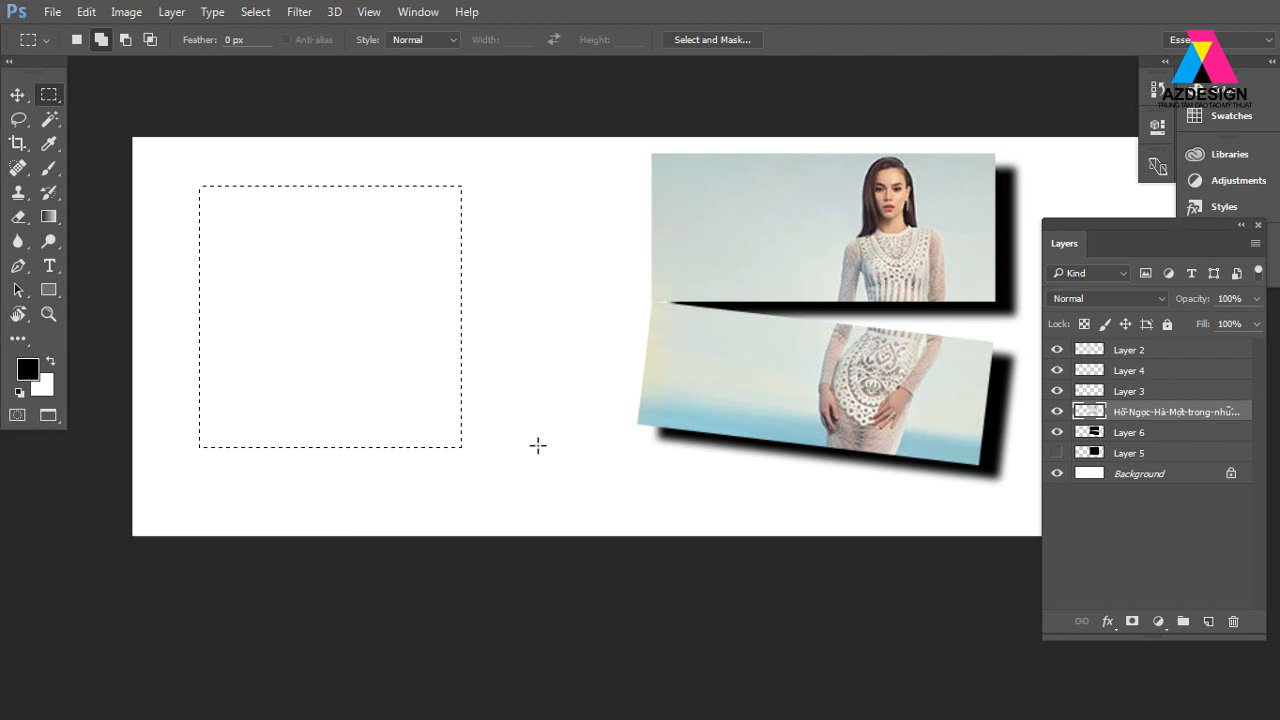 Ps File Edit Image Layer Type Select Filter 3D View Window Help
Feather: 0 px Anti-alias Style: Normal Width: Height: Select and Mask...
AZDESIGN
TRUNG TÂM ĐÀO TẠO MỸ THUẬT
Swatches
Libraries
Adjustments
Styles
Layers
Kind
Normal Opacity: 100%
Lock: Fill: 100%
Layer 2
Layer 4
Layer 3
Hồ-Ngọc-Hà-Một-trong-nhữ...
Layer 6
Layer 5
Background